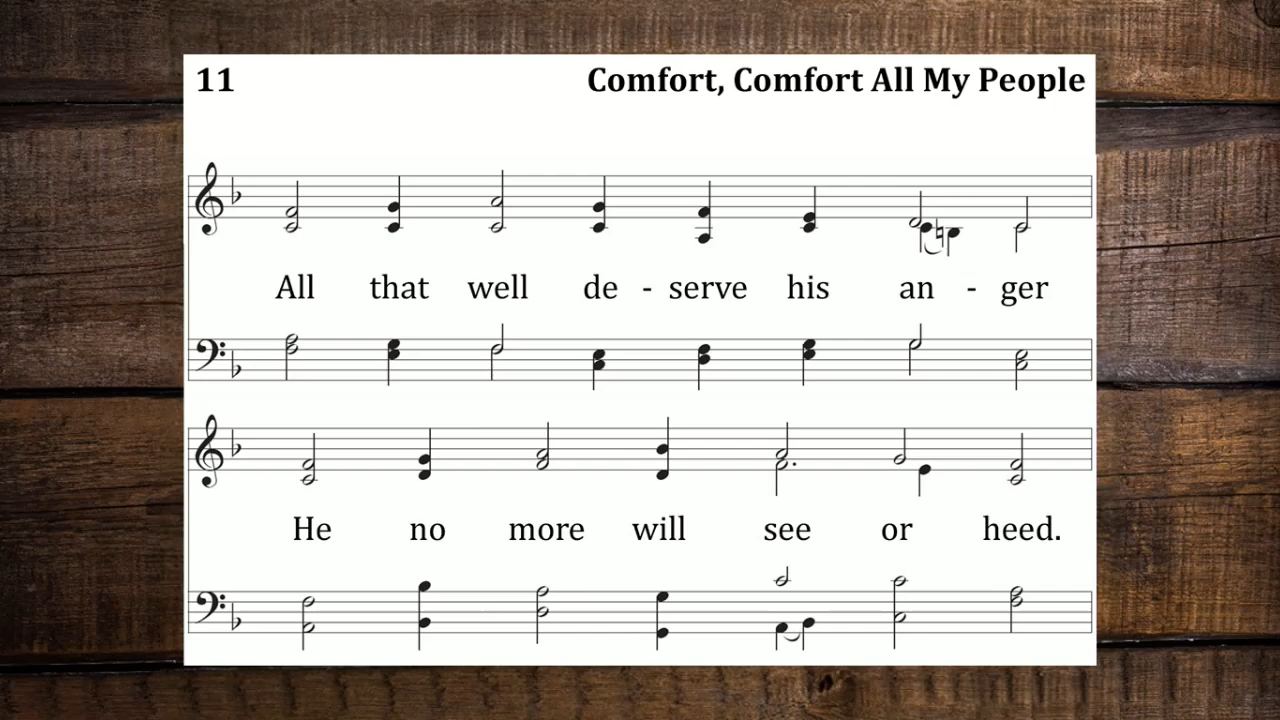 11 Comfort, Comfort All My People
All that well de - serve his an - ger
He no more will see or heed.